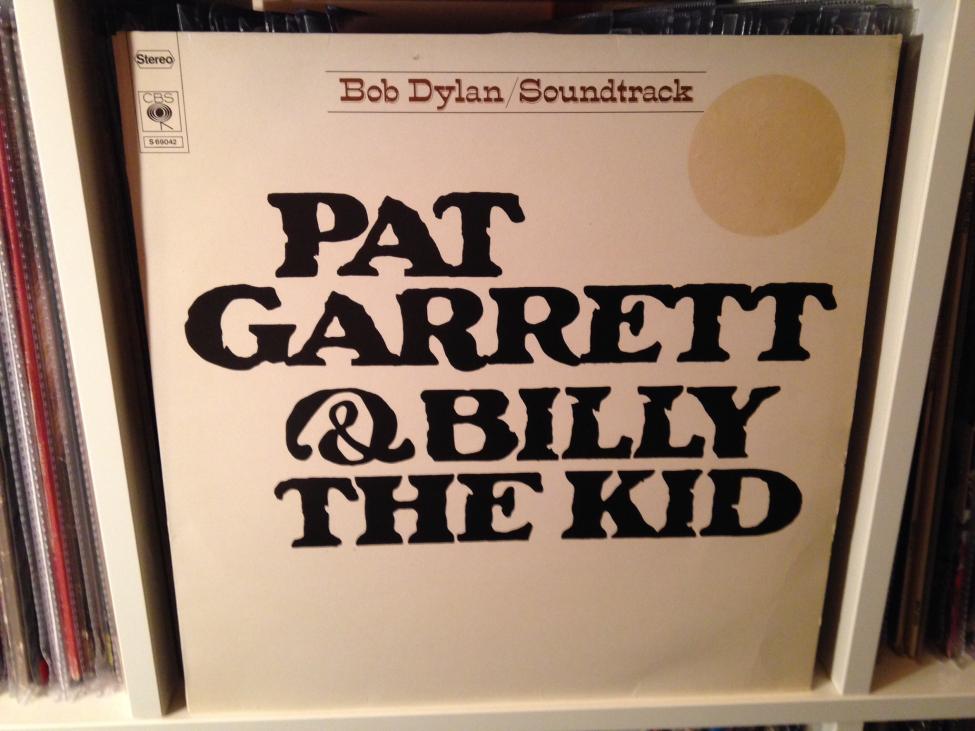 Stereo
CBS
S 69042
Bob Dylan/Soundtrack
PAT
GARRETT
& BILLY
THE KID